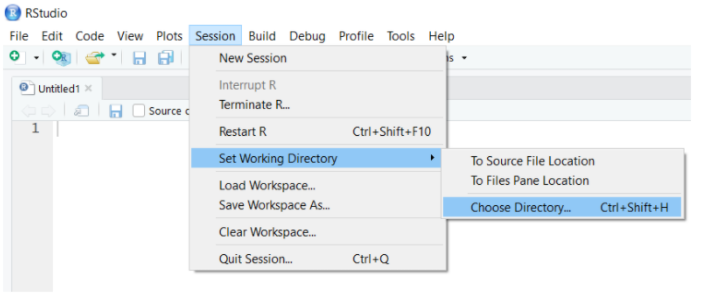 RStudio
File Edit Code View Plots Session Build Debug Profile Tools Help
New Session
is
Interrupt R
Untitled1
Terminate R...
Source
1
Restart R Ctrl+Shift+F10
Set Working Directory
To Source File Location
To Files Pane Location
Choose Directory... Ctrl+Shift+H
Load Workspace...
Save Workspace As...
Clear Workspace...
Quit Session... Ctrl+Q